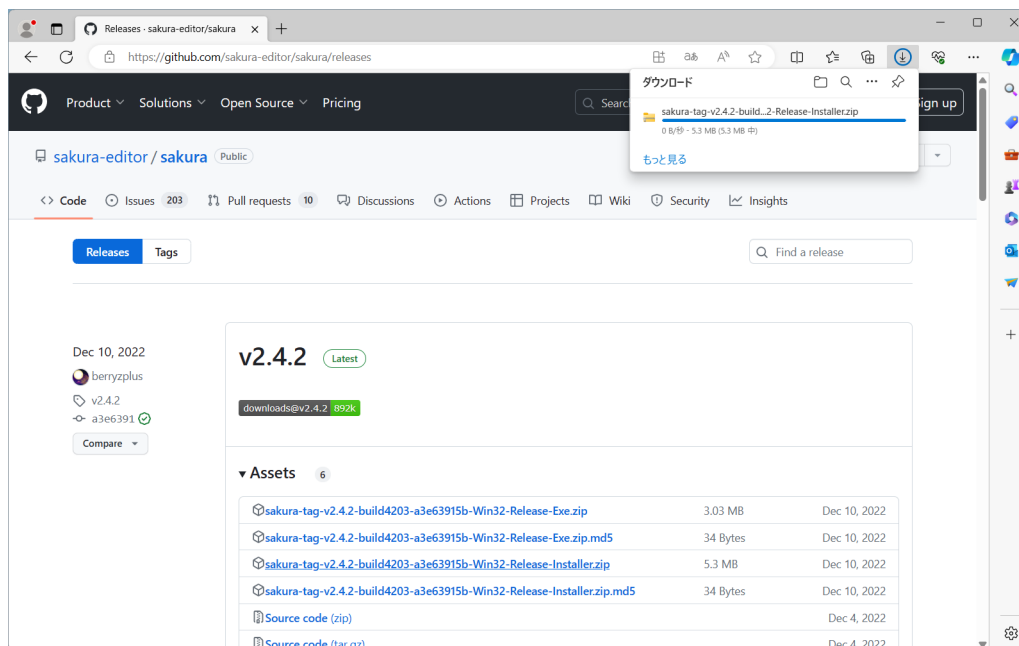 Releases · sakura-editor/sakura
https://github.com/sakura-editor/sakura/releases
ダウンロード
sakura-tag-v2.4.2-build...2-Release-Installer.zip
0 B/秒 - 5.3 MB (5.3 MB 中)
もっと見る
Product Solutions Open Source Pricing
sakura-editor / sakura Public
Code Issues 203 Pull requests 10 Discussions Actions Projects Wiki Security Insights
Releases Tags Find a release
Dec 10, 2022
berryzplus
v2.4.2
a3e6391
Compare
v2.4.2 Latest
downloads@v2.4.2 892k
Assets 6
sakura-tag-v2.4.2-build4203-a3e63915b-Win32-Release-Exe.zip 3.03 MB Dec 10, 2022
sakura-tag-v2.4.2-build4203-a3e63915b-Win32-Release-Exe.zip.md5 34 Bytes Dec 10, 2022
sakura-tag-v2.4.2-build4203-a3e63915b-Win32-Release-Installer.zip 5.3 MB Dec 10, 2022
sakura-tag-v2.4.2-build4203-a3e63915b-Win32-Release-Installer.zip.md5 34 Bytes Dec 10, 2022
Source code (zip) Dec 4, 2022
Source code (tar.gz) Dec 4, 2022